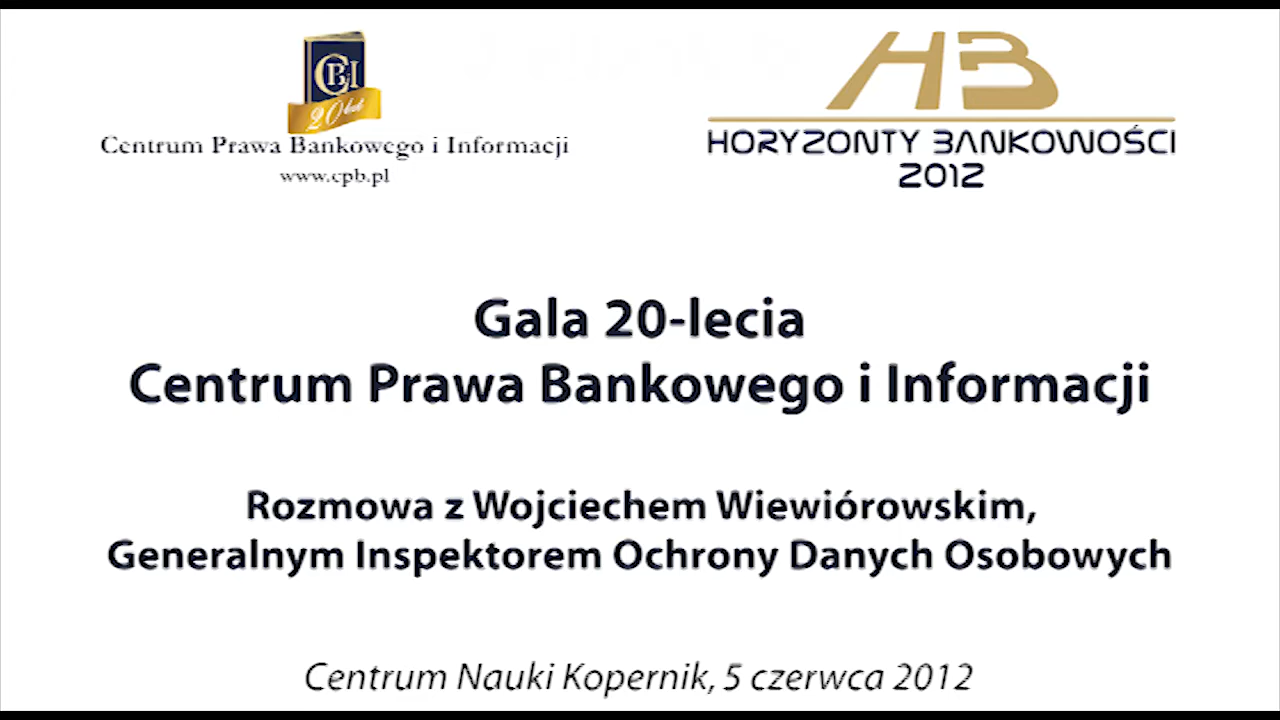 CPBiI
20 lat
Centrum Prawa Bankowego i Informacji
www.cpb.pl
HB
HORYZONTY BANKOWOŚCI
2012
Gala 20-lecia
Centrum Prawa Bankowego i Informacji
Rozmowa z Wojciechem Wiewiórowskim,
Generalnym Inspektorem Ochrony Danych Osobowych
Centrum Nauki Kopernik, 5 czerwca 2012